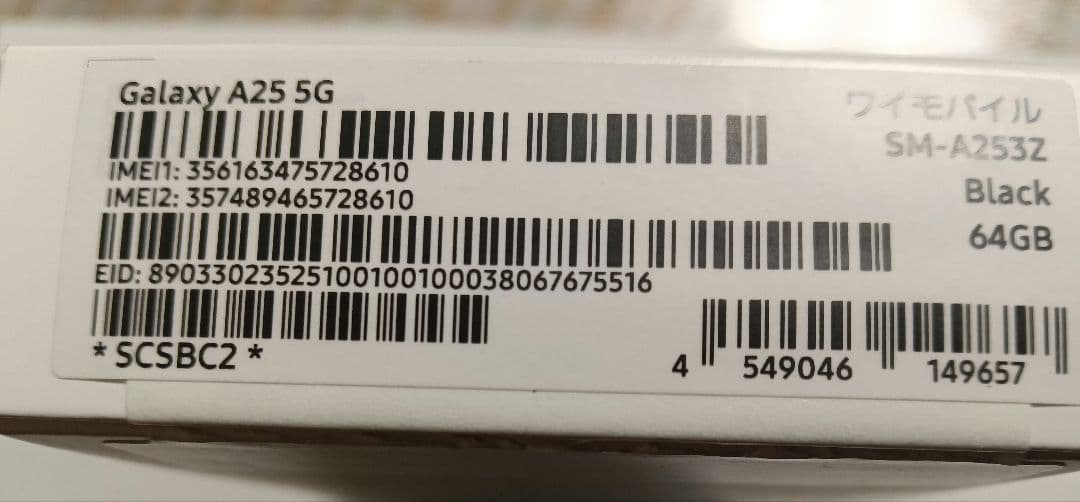 Galaxy A25 5G
ワイモバイル
SM-A253Z
Black
64GB
IMEI1: 356163475728610
IMEI2: 357489465728610
EID: 89033023525100100100038067675516
* SCSBC2 *
4 549046 149657